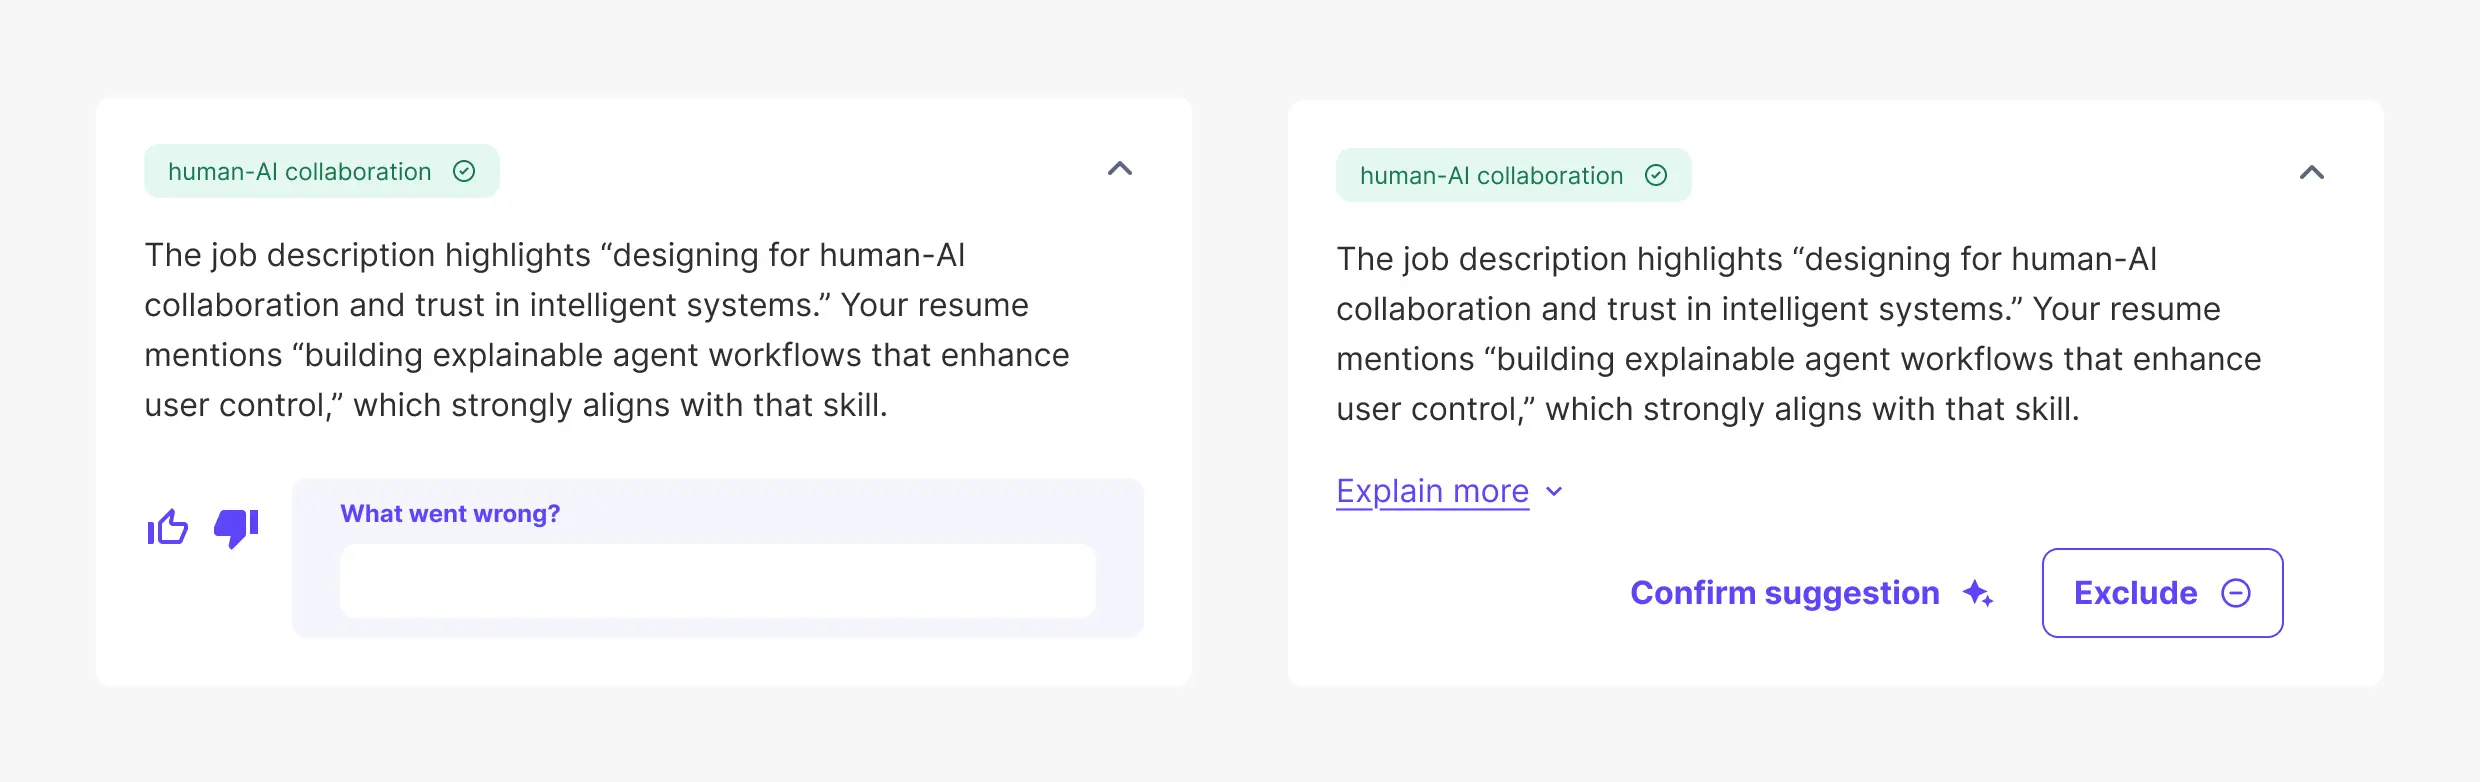 human-AI collaboration
The job description highlights “designing for human-AI
collaboration and trust in intelligent systems.” Your resume
mentions “building explainable agent workflows that enhance
user control,” which strongly aligns with that skill.
What went wrong?
human-AI collaboration
The job description highlights “designing for human-AI
collaboration and trust in intelligent systems.” Your resume
mentions “building explainable agent workflows that enhance
user control,” which strongly aligns with that skill.
Explain more
Confirm suggestion
Exclude